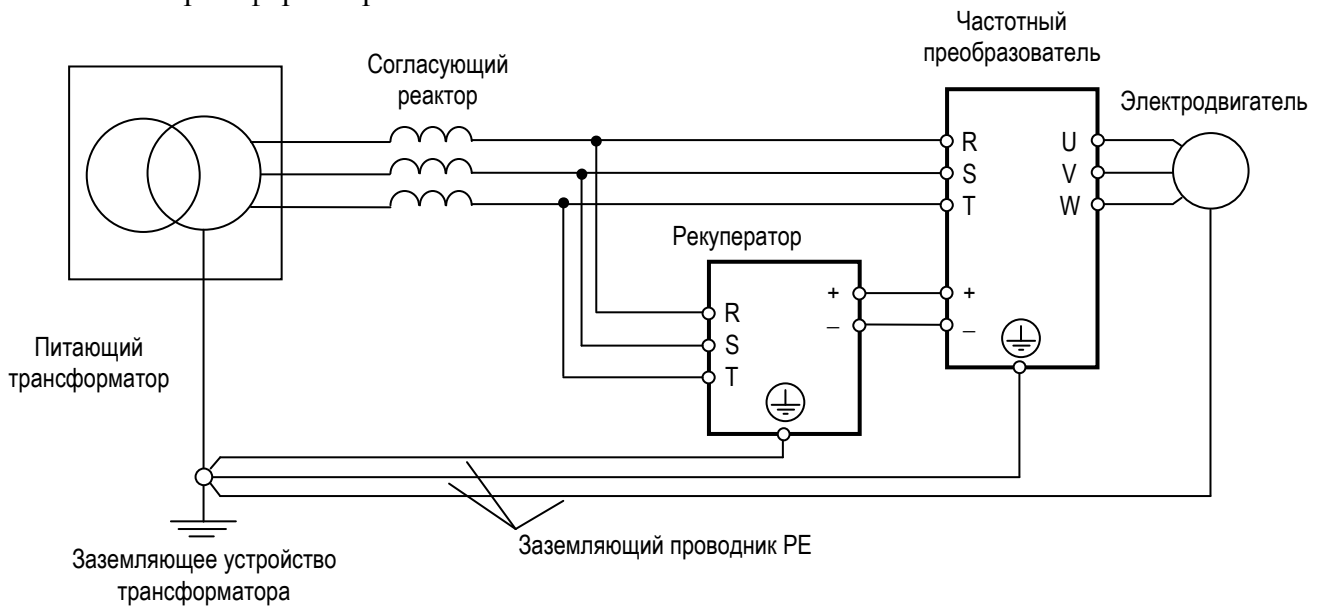 Частотный
преобразователь
Согласующий
реактор
Электродвигатель
R
U
S
V
T
W
Рекуператор
+
+
R
–
–
S
T
Питающий
трансформатор
Заземляющий проводник PE
Заземляющее устройство
трансформатора